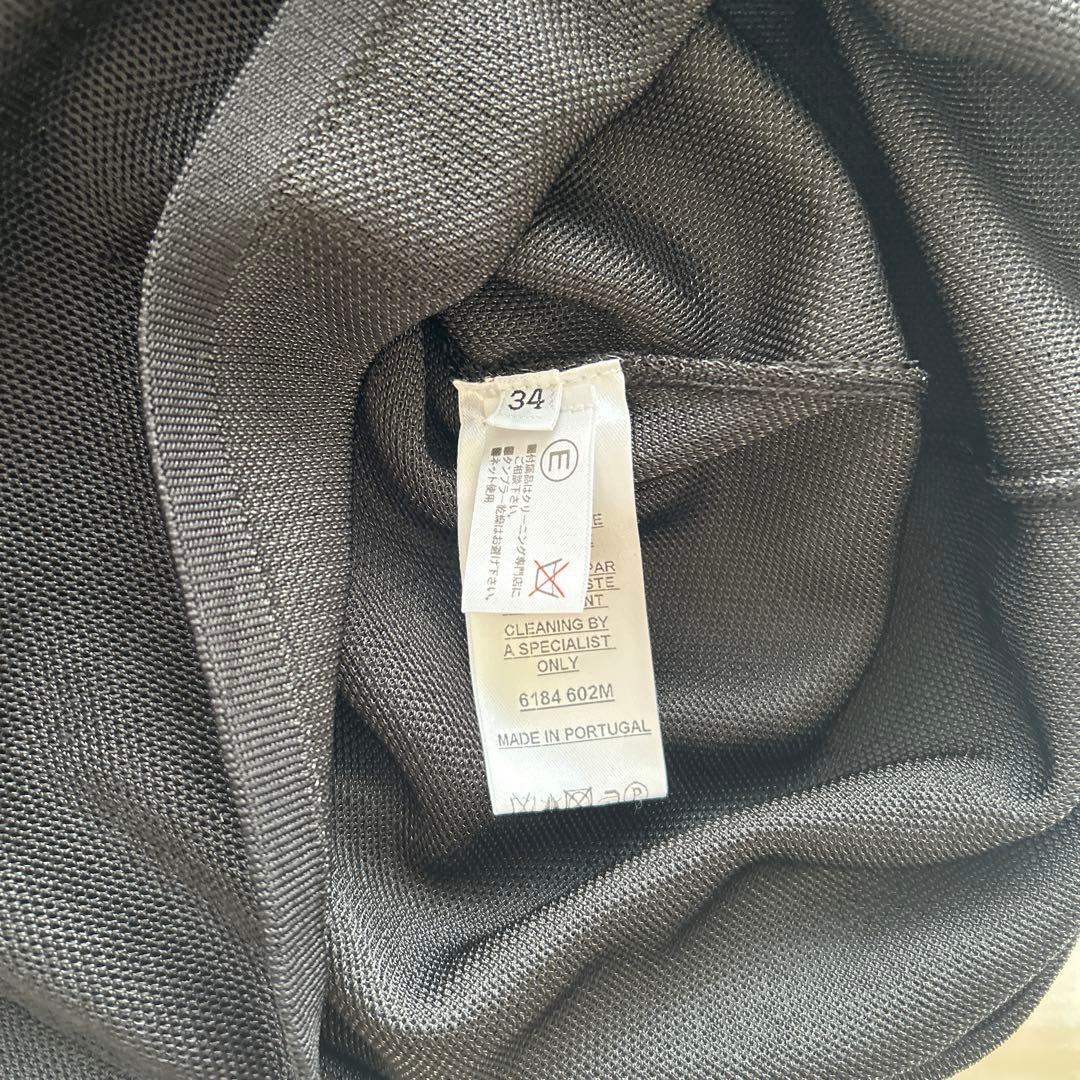 34
E
■付属品はクリーニング専門店に
ご相談下さい。
■タンブラー乾燥はお避け下さい。
■ネット使用
E
PAR
STE
NT
CLEANING BY
A SPECIALIST
ONLY
6184 602M
MADE IN PORTUGAL
P